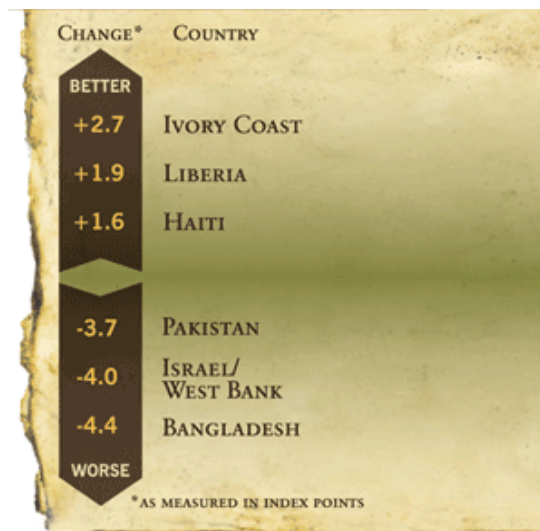 CHANGE* COUNTRY
BETTER
+2.7 IVORY COAST
+1.9 LIBERIA
+1.6 HAITI
-3.7 PAKISTAN
-4.0 ISRAEL/
WEST BANK
-4.4 BANGLADESH
WORSE
*AS MEASURED IN INDEX POINTS